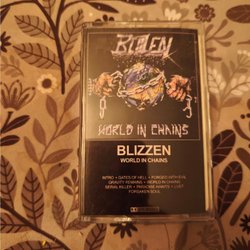 BLIZZEN
WORLD IN CHAINS
BLIZZEN
WORLD IN CHAINS
INTRO • GATES OF HELL • FORGED WITH EVIL
GRAVITY REMAINS • WORLD IN CHAINS
SERIAL KILLER • PARADISE AWAITS • LUST
FORSAKEN SOUL